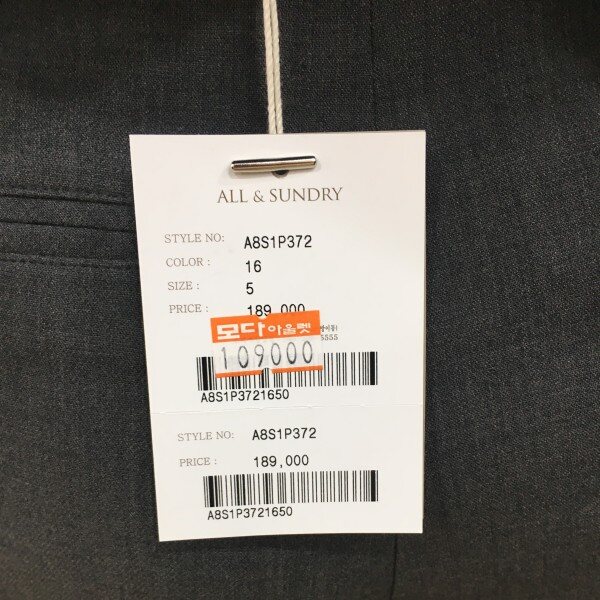 ALL & SUNDRY
STYLE NO: A8S1P372
COLOR : 16
SIZE : 5
PRICE : 189,000
모다아울렛
109000
A8S1P3721650
STYLE NO: A8S1P372
PRICE : 189,000
A8S1P3721650